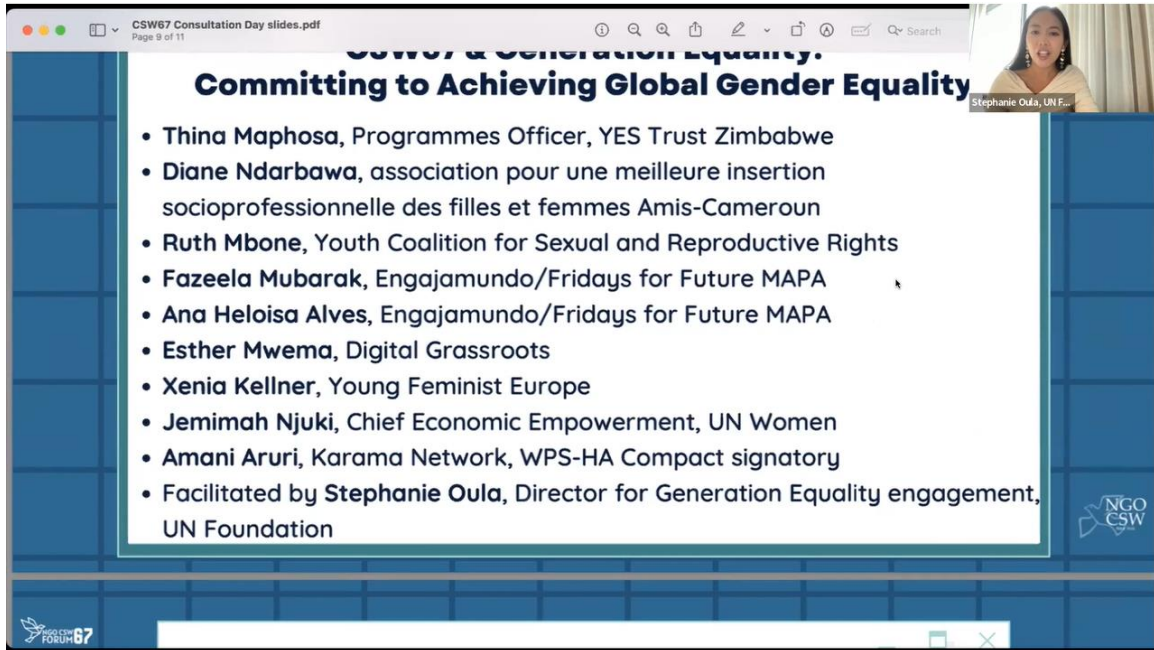 CSW67 Consultation Day slides.pdf
Page 9 of 11
Search
Stephanie Oula, UN F...
CSW67 & Generation Equality:
Committing to Achieving Global Gender Equality
• Thina Maphosa, Programmes Officer, YES Trust Zimbabwe
• Diane Ndarbawa, association pour une meilleure insertion
socioprofessionnelle des filles et femmes Amis-Cameroun
• Ruth Mbone, Youth Coalition for Sexual and Reproductive Rights
• Fazeela Mubarak, Engajamundo/Fridays for Future MAPA
• Ana Heloisa Alves, Engajamundo/Fridays for Future MAPA
• Esther Mwema, Digital Grassroots
• Xenia Kellner, Young Feminist Europe
• Jemimah Njuki, Chief Economic Empowerment, UN Women
• Amani Aruri, Karama Network, WPS-HA Compact signatory
• Facilitated by Stephanie Oula, Director for Generation Equality engagement,
UN Foundation
NGO
CSW
NGO CSW
FORUM67